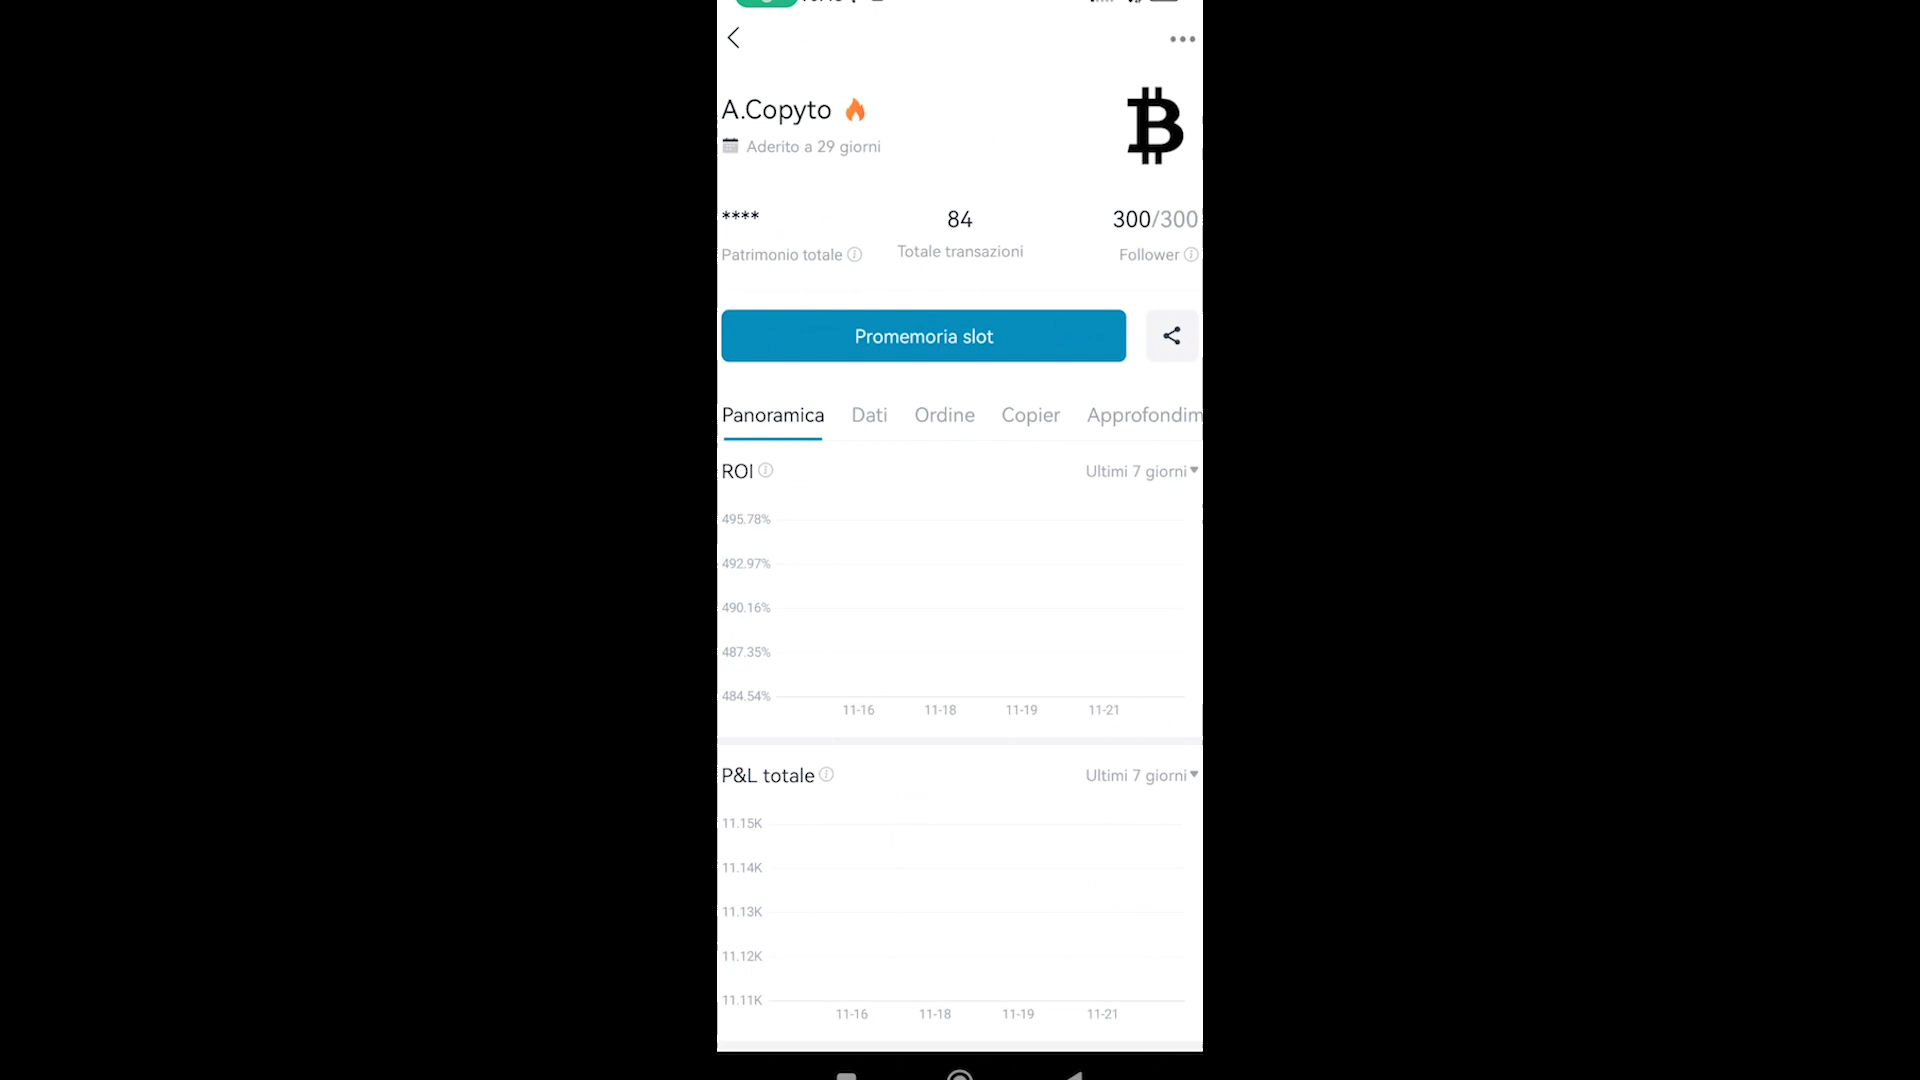 A.Copyto
Aderito a 29 giorni
**** 84 300/300
Patrimonio totale Totale transazioni Follower
Promemoria slot
Panoramica Dati Ordine Copier Approfondim
ROI Ultimi 7 giorni
495.78%
492.97%
490.16%
487.35%
484.54%
11-16 11-18 11-19 11-21
P&L totale Ultimi 7 giorni
11.15K
11.14K
11.13K
11.12K
11.11K
11-16 11-18 11-19 11-21